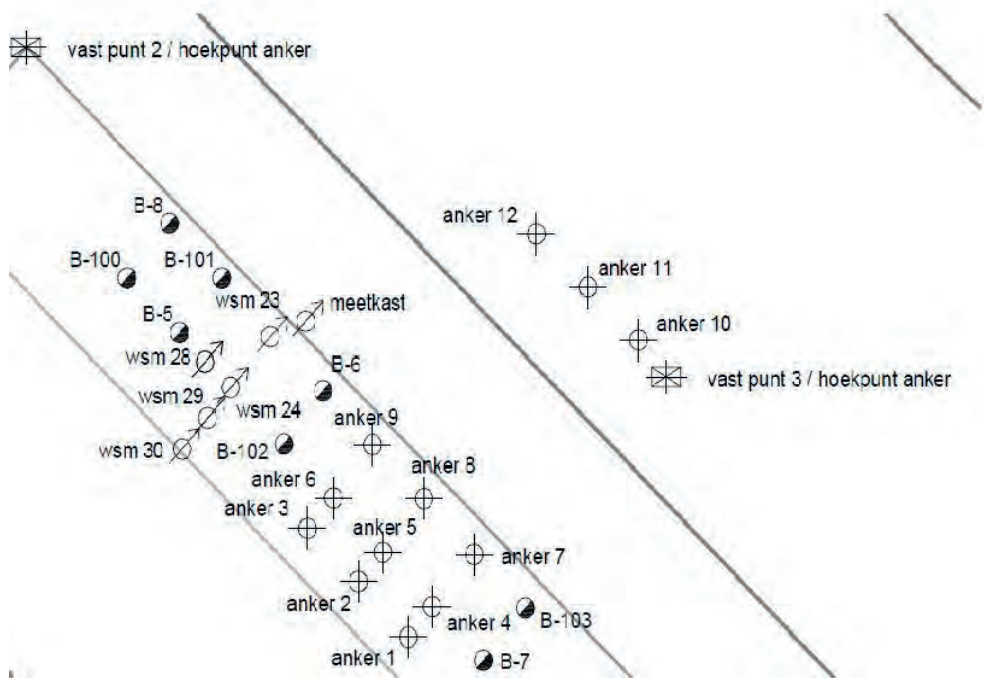 vast punt 2 / hoekpunt anker
B-8
anker 12
B-100
B-101
anker 11
wsm 23
meetkast
B-5
anker 10
wsm 28
B-6
vast punt 3 / hoekpunt anker
wsm 29
wsm 24
anker 9
wsm 30
B-102
anker 8
anker 6
anker 3
anker 5
anker 7
anker 2
anker 4
B-103
anker 1
B-7